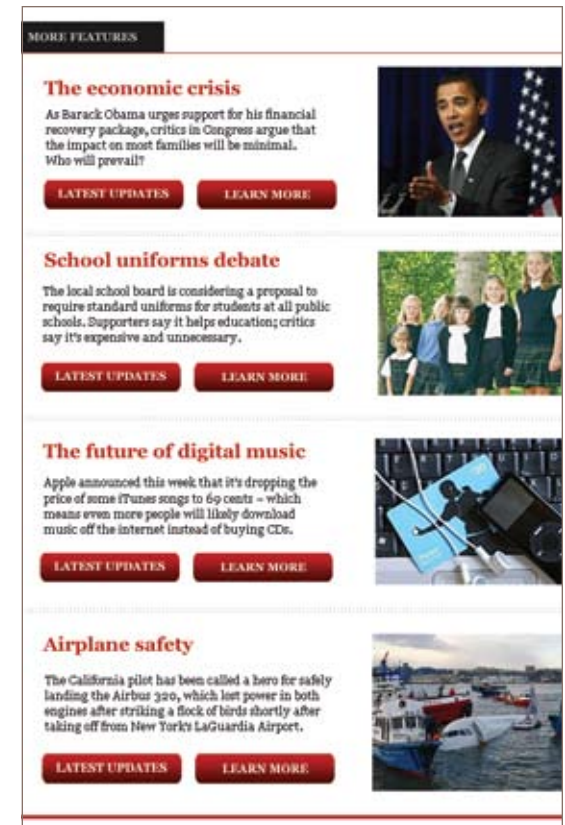 MORE FEATURES
The economic crisis
As Barack Obama urges support for his financial
recovery package, critics in Congress argue that
the impact on most families will be minimal.
Who will prevail?
LATEST UPDATES
LEARN MORE
School uniforms debate
The local school board is considering a proposal to
require standard uniforms for students at all public
schools. Supporters say it helps education; critics
say it's expensive and unnecessary.
LATEST UPDATES
LEARN MORE
The future of digital music
Apple announced this week that it's dropping the
price of some iTunes songs to 69 cents – which
means even more people will likely download
music off the internet instead of buying CDs.
LATEST UPDATES
LEARN MORE
Airplane safety
The California pilot has been called a hero for safely
landing the Airbus 320, which lost power in both
engines after striking a flock of birds shortly after
taking off from New York's LaGuardia Airport.
LATEST UPDATES
LEARN MORE